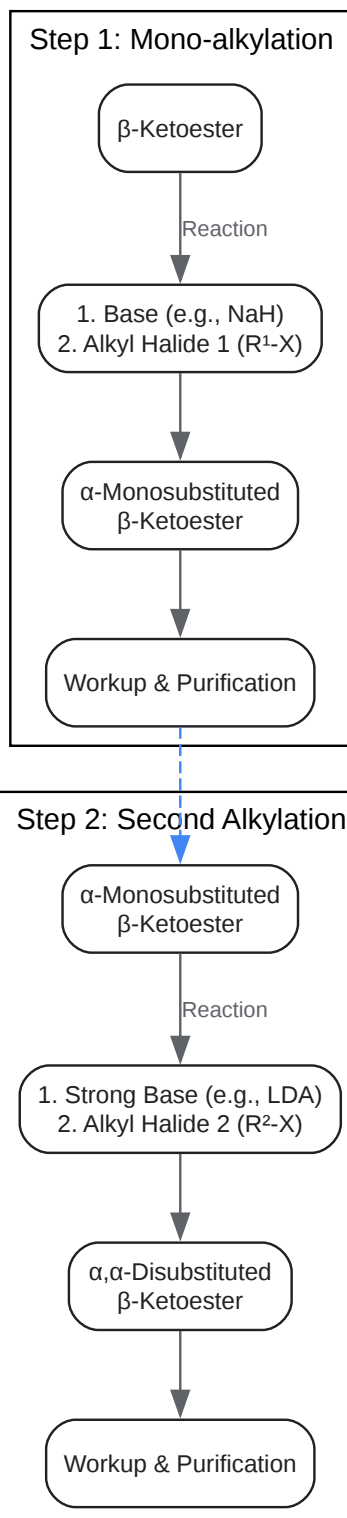 Step 1: Mono-alkylation
β-Ketoester
Reaction
1. Base (e.g., NaH)
2. Alkyl Halide 1 (R¹-X)
α-Monosubstituted
β-Ketoester
Workup & Purification
Step 2: Second Alkylation
α-Monosubstituted
β-Ketoester
Reaction
1. Strong Base (e.g., LDA)
2. Alkyl Halide 2 (R²-X)
α,α-Disubstituted
β-Ketoester
Workup & Purification